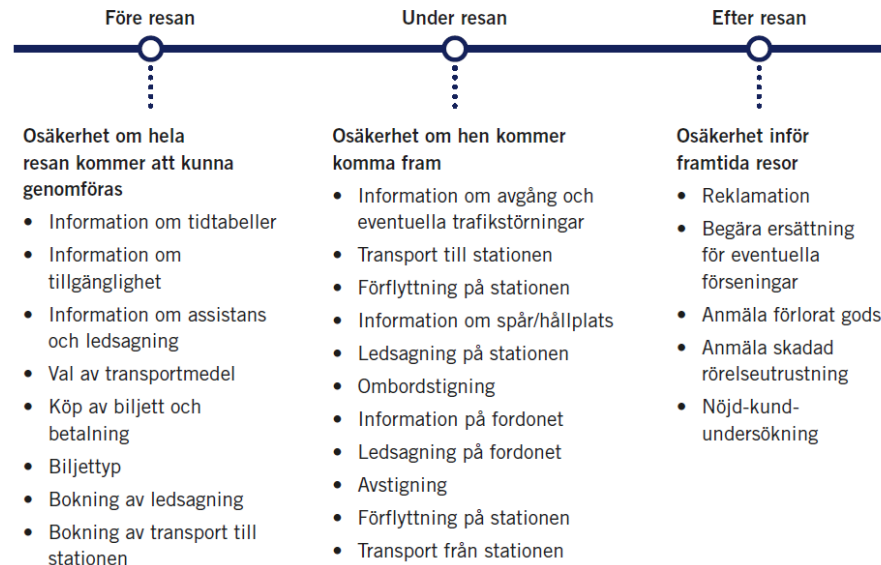 Före resan
Under resan
Efter resan
Osäkerhet om hela
resan kommer att kunna
genomföras
• Information om tidtabeller
• Information om
tillgänglighet
• Information om assistans
och ledsagning
• Val av transportmedel
• Köp av biljett och
betalning
• Biljettyp
• Bokning av ledsagning
• Bokning av transport till
stationen
Osäkerhet om hen kommer
komma fram
• Information om avgång och
eventuella trafikstörningar
• Transport till stationen
• Förflyttning på stationen
• Information om spår/hållplats
• Ledsagning på stationen
• Ombordstigning
• Information på fordonet
• Ledsagning på fordonet
• Avstigning
• Förflyttning på stationen
• Transport från stationen
Osäkerhet inför
framtida resor
• Reklamation
• Begära ersättning
för eventuella
förseningar
• Anmäla förlorat gods
• Anmäla skadad
rörelseutrustning
• Nöjd-kund-
undersökning